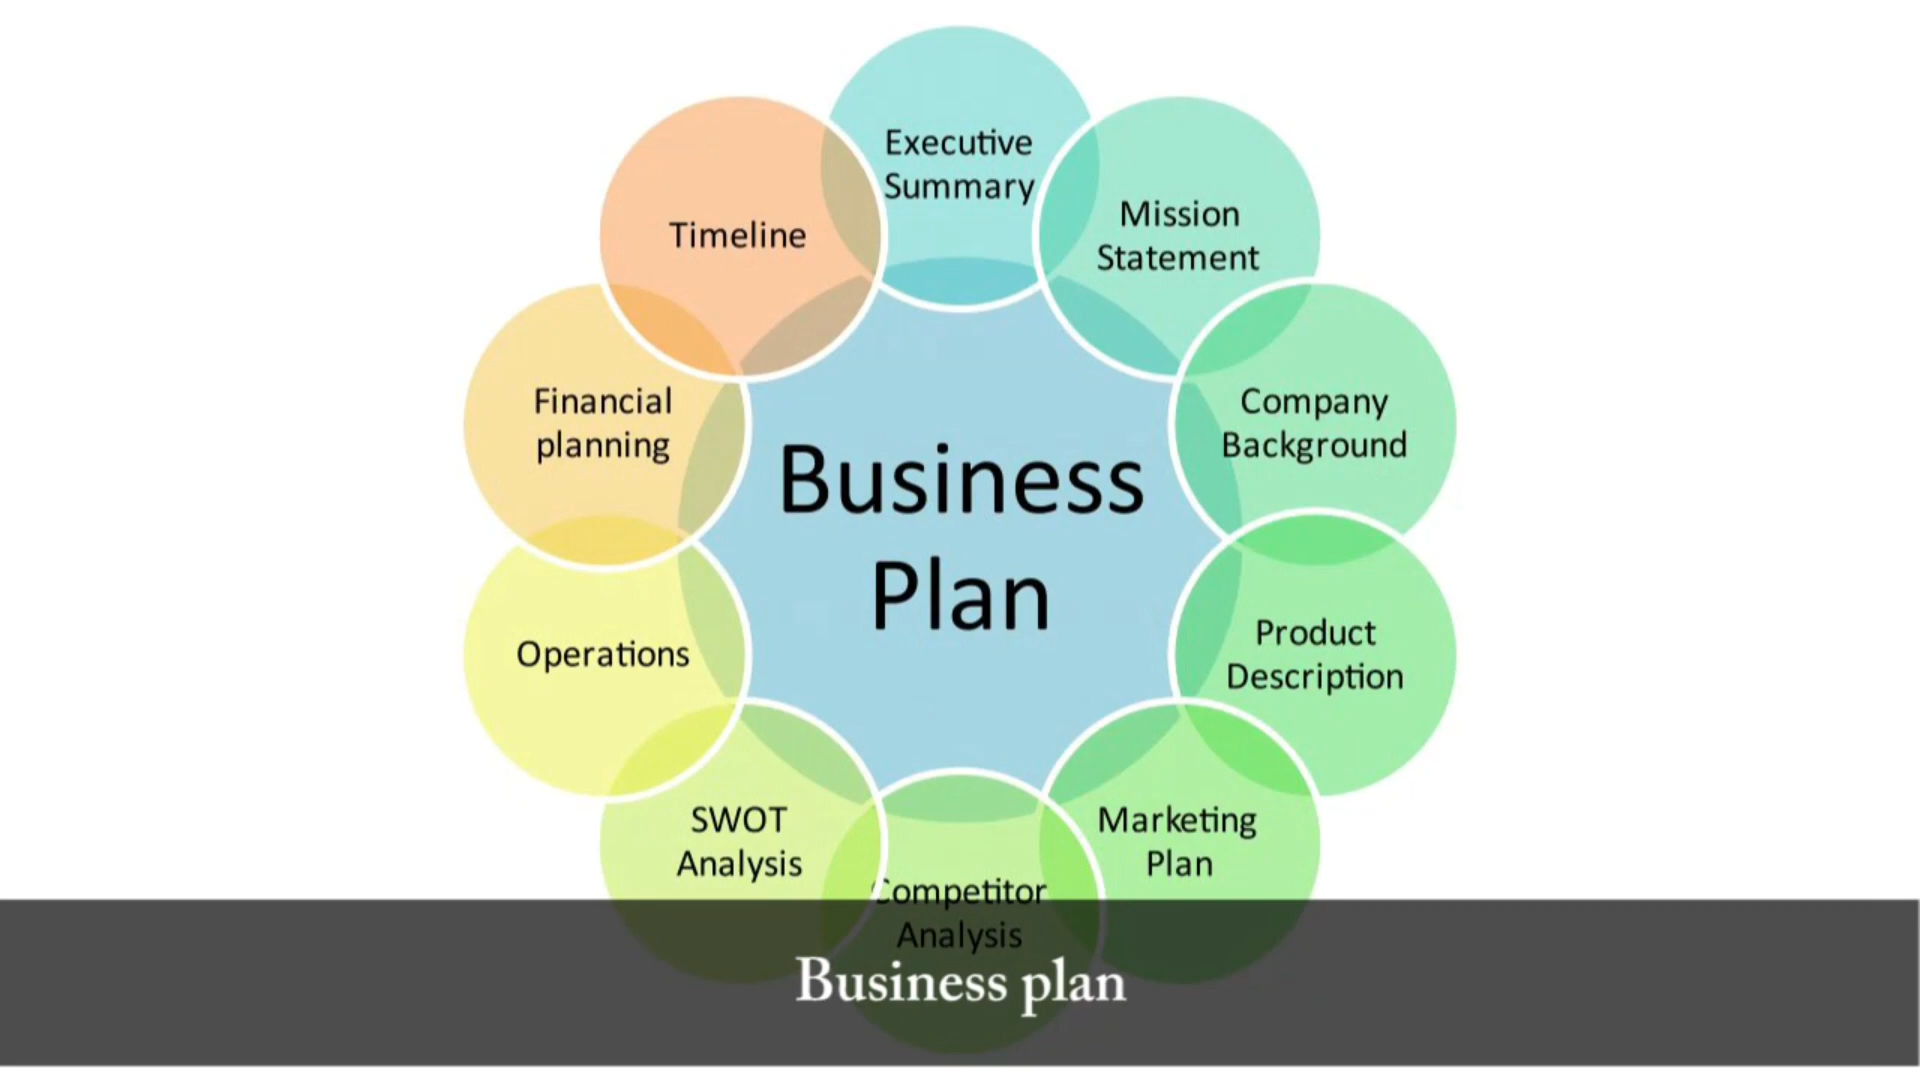 Executive
Summary
Mission
Statement
Timeline
Company
Background
Financial
planning
Business
Plan
Product
Description
Operations
Marketing
Plan
SWOT
Analysis
Competitor
Analysis
Business plan